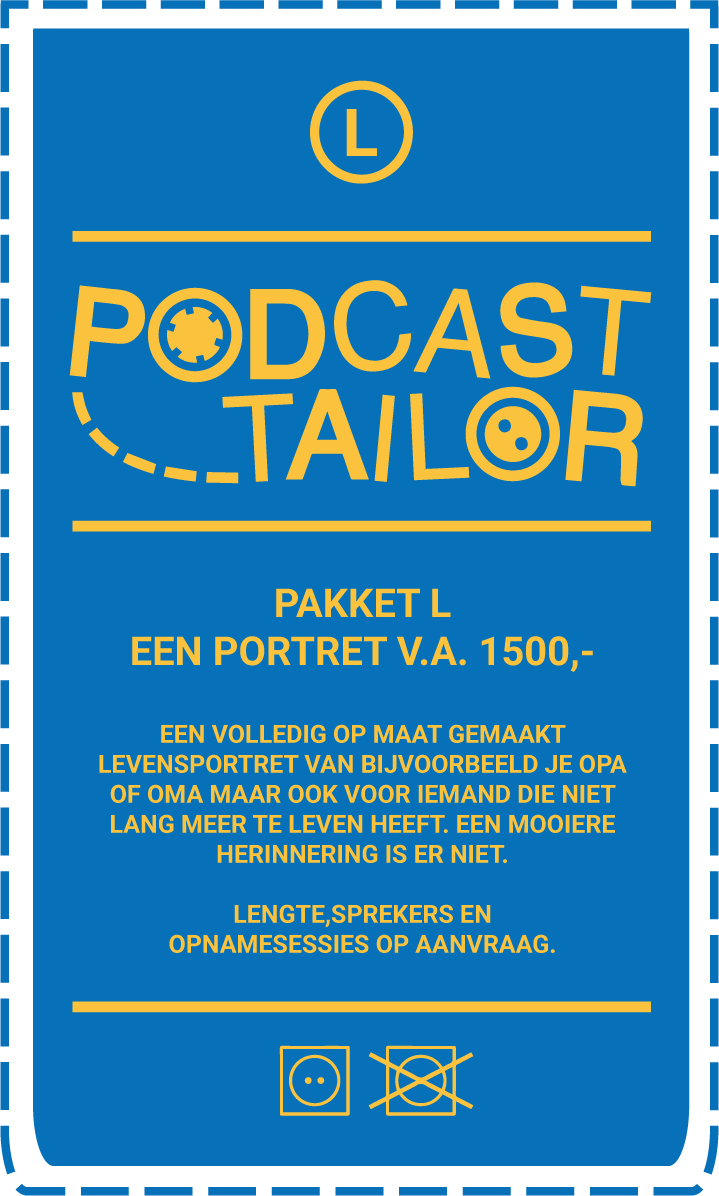 L
PODCAST
TAILOR
PAKKET L
EEN PORTRET V.A. 1500,-
EEN VOLLEDIG OP MAAT GEMAAKT
LEVENSPORTRET VAN BIJVOORBEELD JE OPA
OF OMA MAAR OOK VOOR IEMAND DIE NIET
LANG MEER TE LEVEN HEEFT. EEN MOOIERE
HERINNERING IS ER NIET.
LENGTE,SPREKERS EN
OPNAMESESSIES OP AANVRAAG.